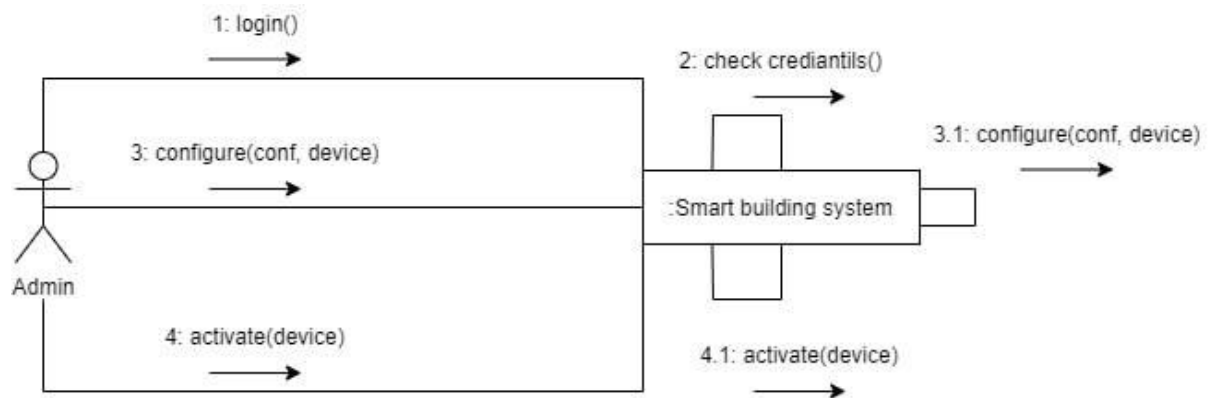 1: login()
2: check crediantils()
3.1: configure(conf, device)
3: configure(conf, device)
:Smart building system
Admin
4: activate(device)
4.1: activate(device)